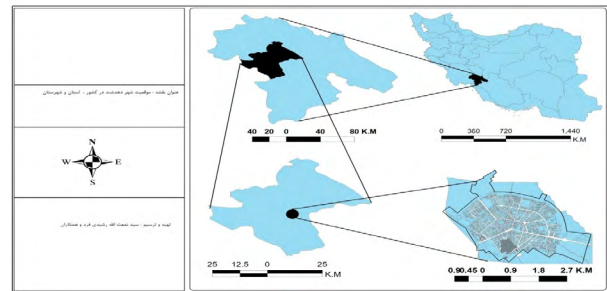 عنوان نقشه - موقعیت شهر دهدشت در کشور - استان و شهرستان
N
W E
S
تهیه و ترسیم - سید نعمت الله رشیدی فرد و همکاران
40 20 0 40 80 K.M
0 360 720 1,440
K.M
25 12.5 0 25
K.M
0.90.45 0 0.9 1.8 2.7 K.M